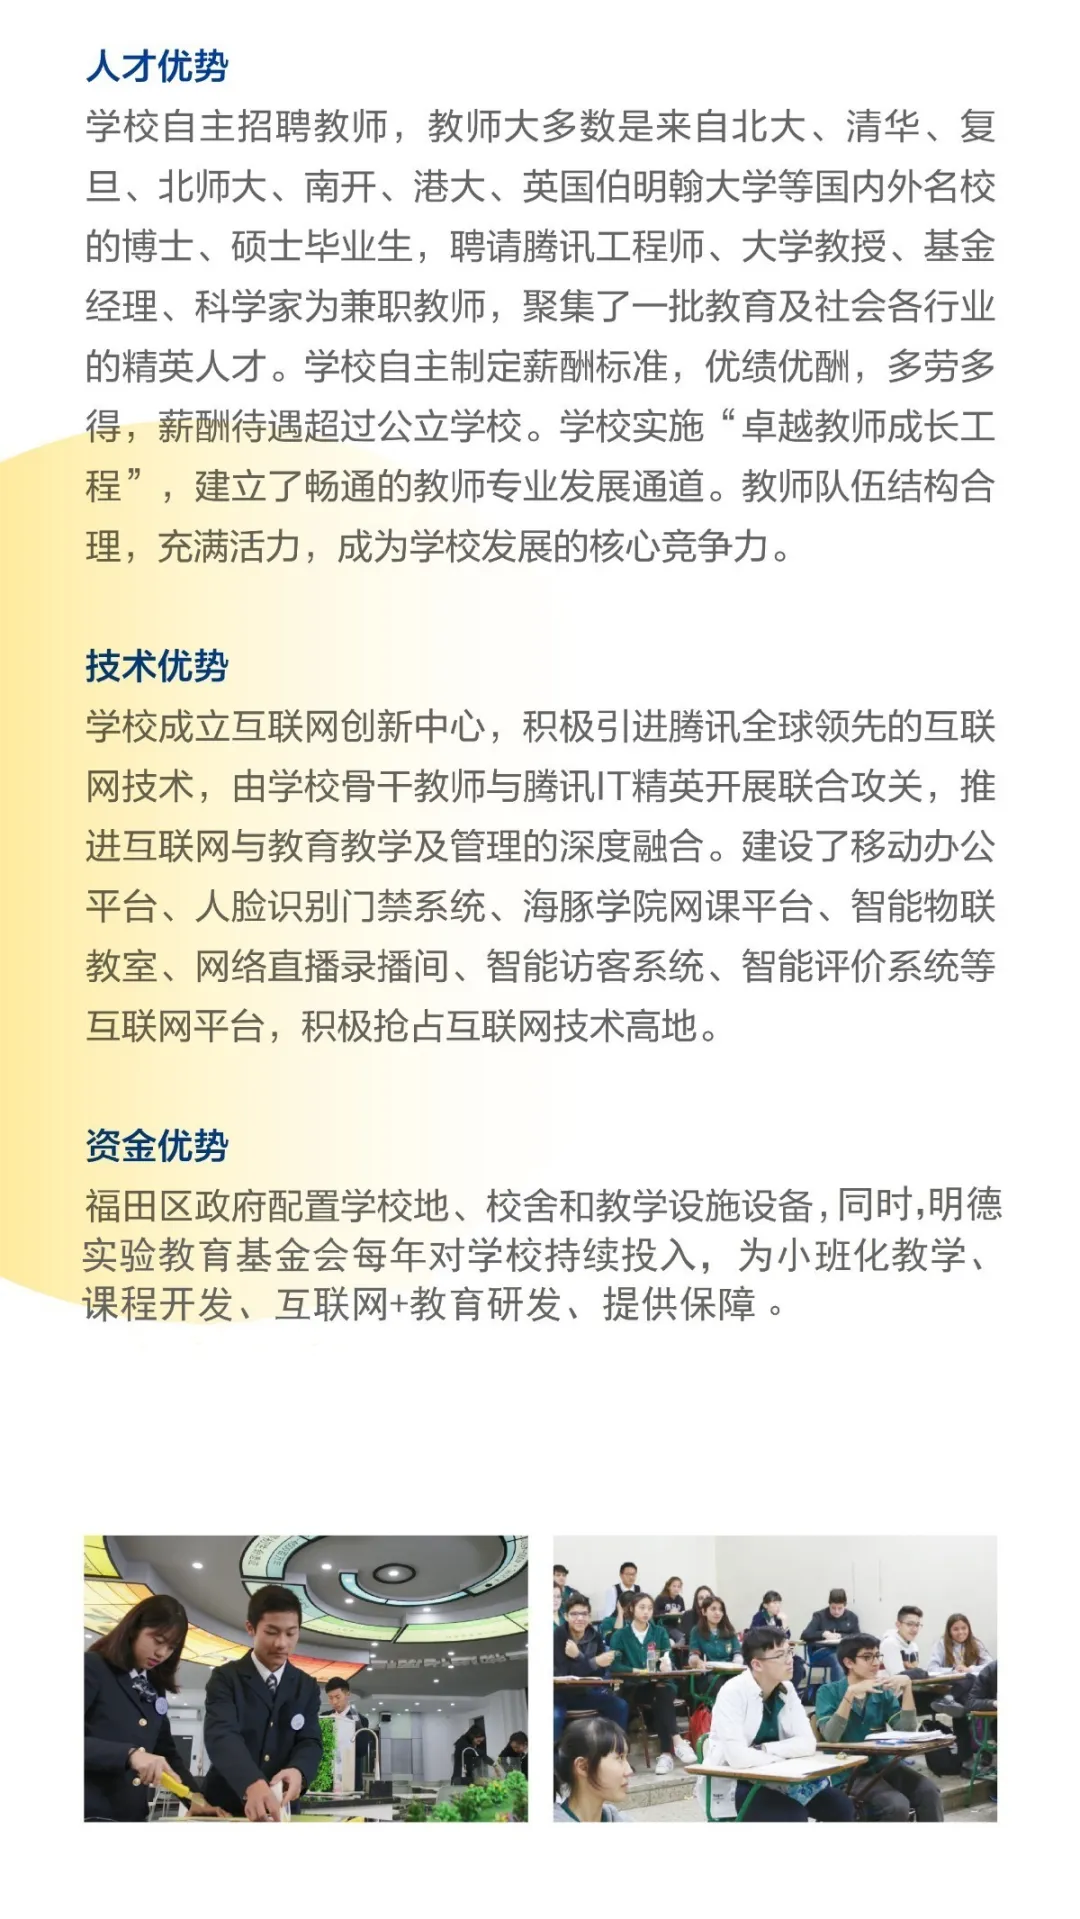 人才优势
学校自主招聘教师，教师大多数是来自北大、清华、复
旦、北师大、南开、港大、英国伯明翰大学等国内外名校
的博士、硕士毕业生，聘请腾讯工程师、大学教授、基金
经理、科学家为兼职教师，聚集了一批教育及社会各行业
的精英人才。学校自主制定薪酬标准，优绩优酬，多劳多
得，薪酬待遇超过公立学校。学校实施“卓越教师成长工
程”，建立了畅通的教师专业发展通道。教师队伍结构合
理，充满活力，成为学校发展的核心竞争力。
技术优势
学校成立互联网创新中心，积极引进腾讯全球领先的互联
网技术，由学校骨干教师与腾讯IT精英开展联合攻关，推
进互联网与教育教学及管理的深度融合。建设了移动办公
平台、人脸识别门禁系统、海豚学院网课平台、智能物联
教室、网络直播录播间、智能访客系统、智能评价系统等
互联网平台，积极抢占互联网技术高地。
资金优势
福田区政府配置学校地、校舍和教学设施设备,同时,明德
实验教育基金会每年对学校持续投入，为小班化教学、
课程开发、互联网+教育研发、提供保障 。